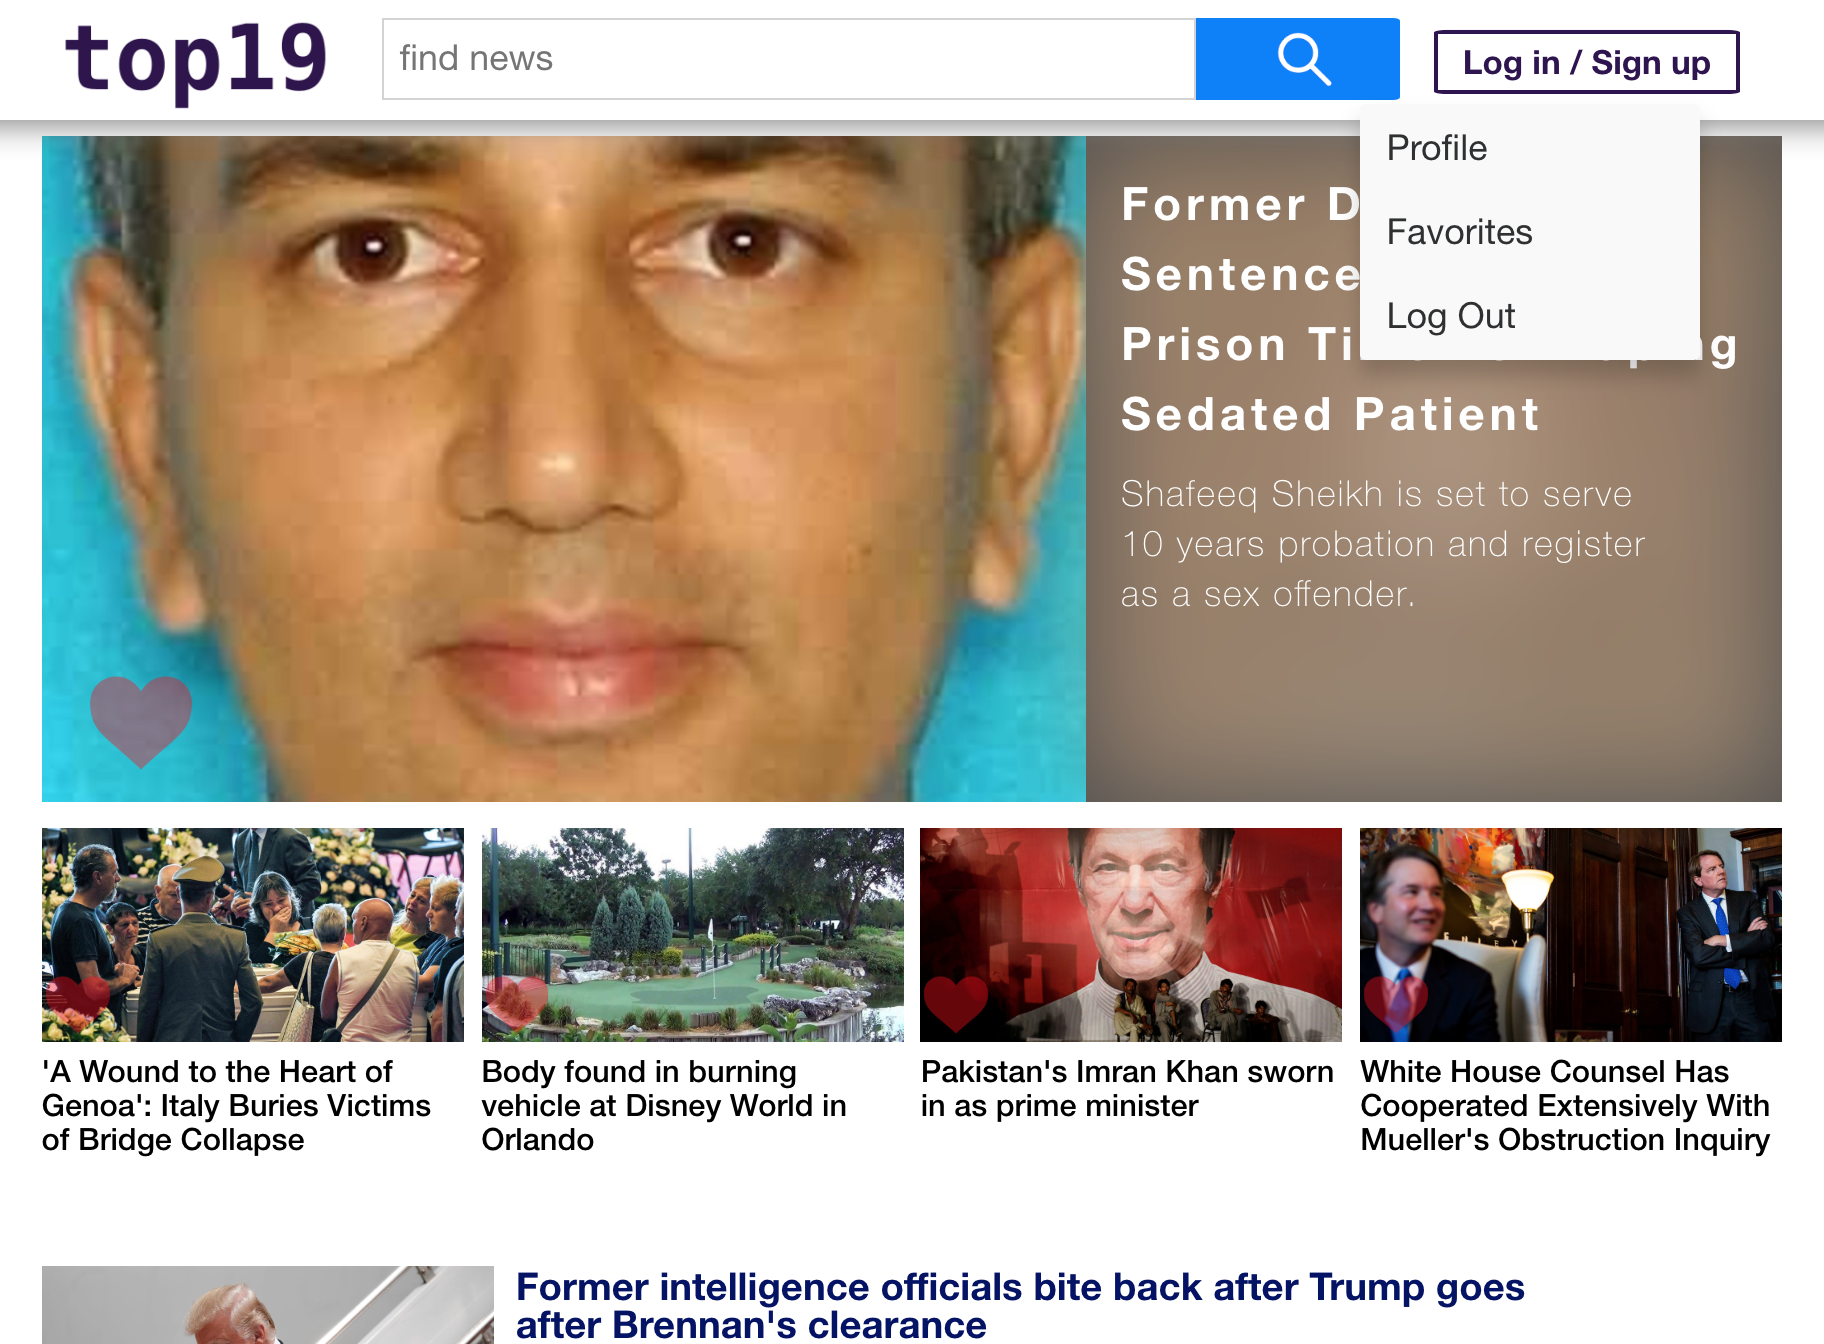 top19
find news
Log in / Sign up
Profile
Favorites
Log Out
Former D
Sentence
Prison
Sedated Patient
Shafeeq Sheikh is set to serve
10 years probation and register
as a sex offender.
'A Wound to the Heart of
Genoa': Italy Buries Victims
of Bridge Collapse
Body found in burning
vehicle at Disney World in
Orlando
Pakistan's Imran Khan sworn
in as prime minister
White House Counsel Has
Cooperated Extensively With
Mueller's Obstruction Inquiry
Former intelligence officials bite back after Trump goes
after Brennan's clearance